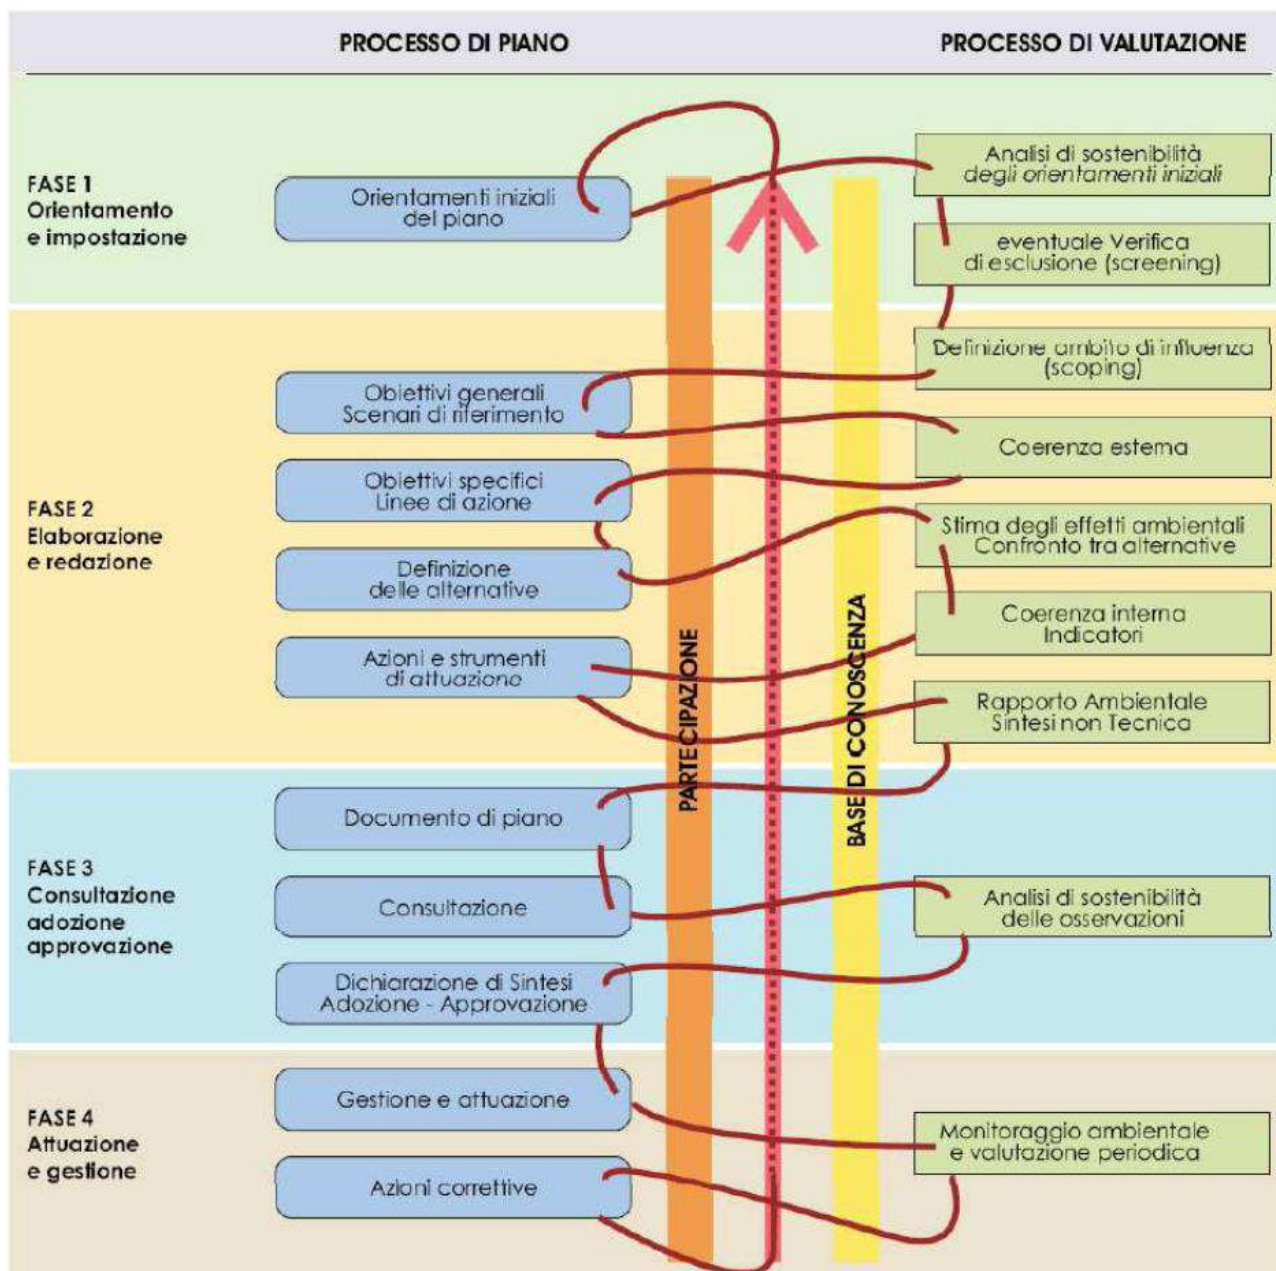 PROCESSO DI PIANO
PROCESSO DI VALUTAZIONE
FASE 1
Orientamento
e impostazione
Orientamenti iniziali
del piano
Analisi di sostenibilità
degli orientamenti iniziali
eventuale Verifica
di esclusione (screening)
FASE 2
Elaborazione
e redazione
Definizione ambito di influenza
(scoping)
Obiettivi generali
Scenari di riferimento
Coerenza esterna
Obiettivi specifici
Linee di azione
Stima degli effetti ambientali
Confronto tra alternative
Definizione
delle alternative
Coerenza interna
Indicatori
Azioni e strumenti
di attuazione
Rapporto Ambientale
Sintesi non Tecnica
PARTECIPAZIONE
BASE DI CONOSCENZA
FASE 3
Consultazione
adozione
approvazione
Documento di piano
Consultazione
Analisi di sostenibilità
delle osservazioni
Dichiarazione di Sintesi
Adozione - Approvazione
FASE 4
Attuazione
e gestione
Gestione e attuazione
Monitoraggio ambientale
e valutazione periodica
Azioni correttive